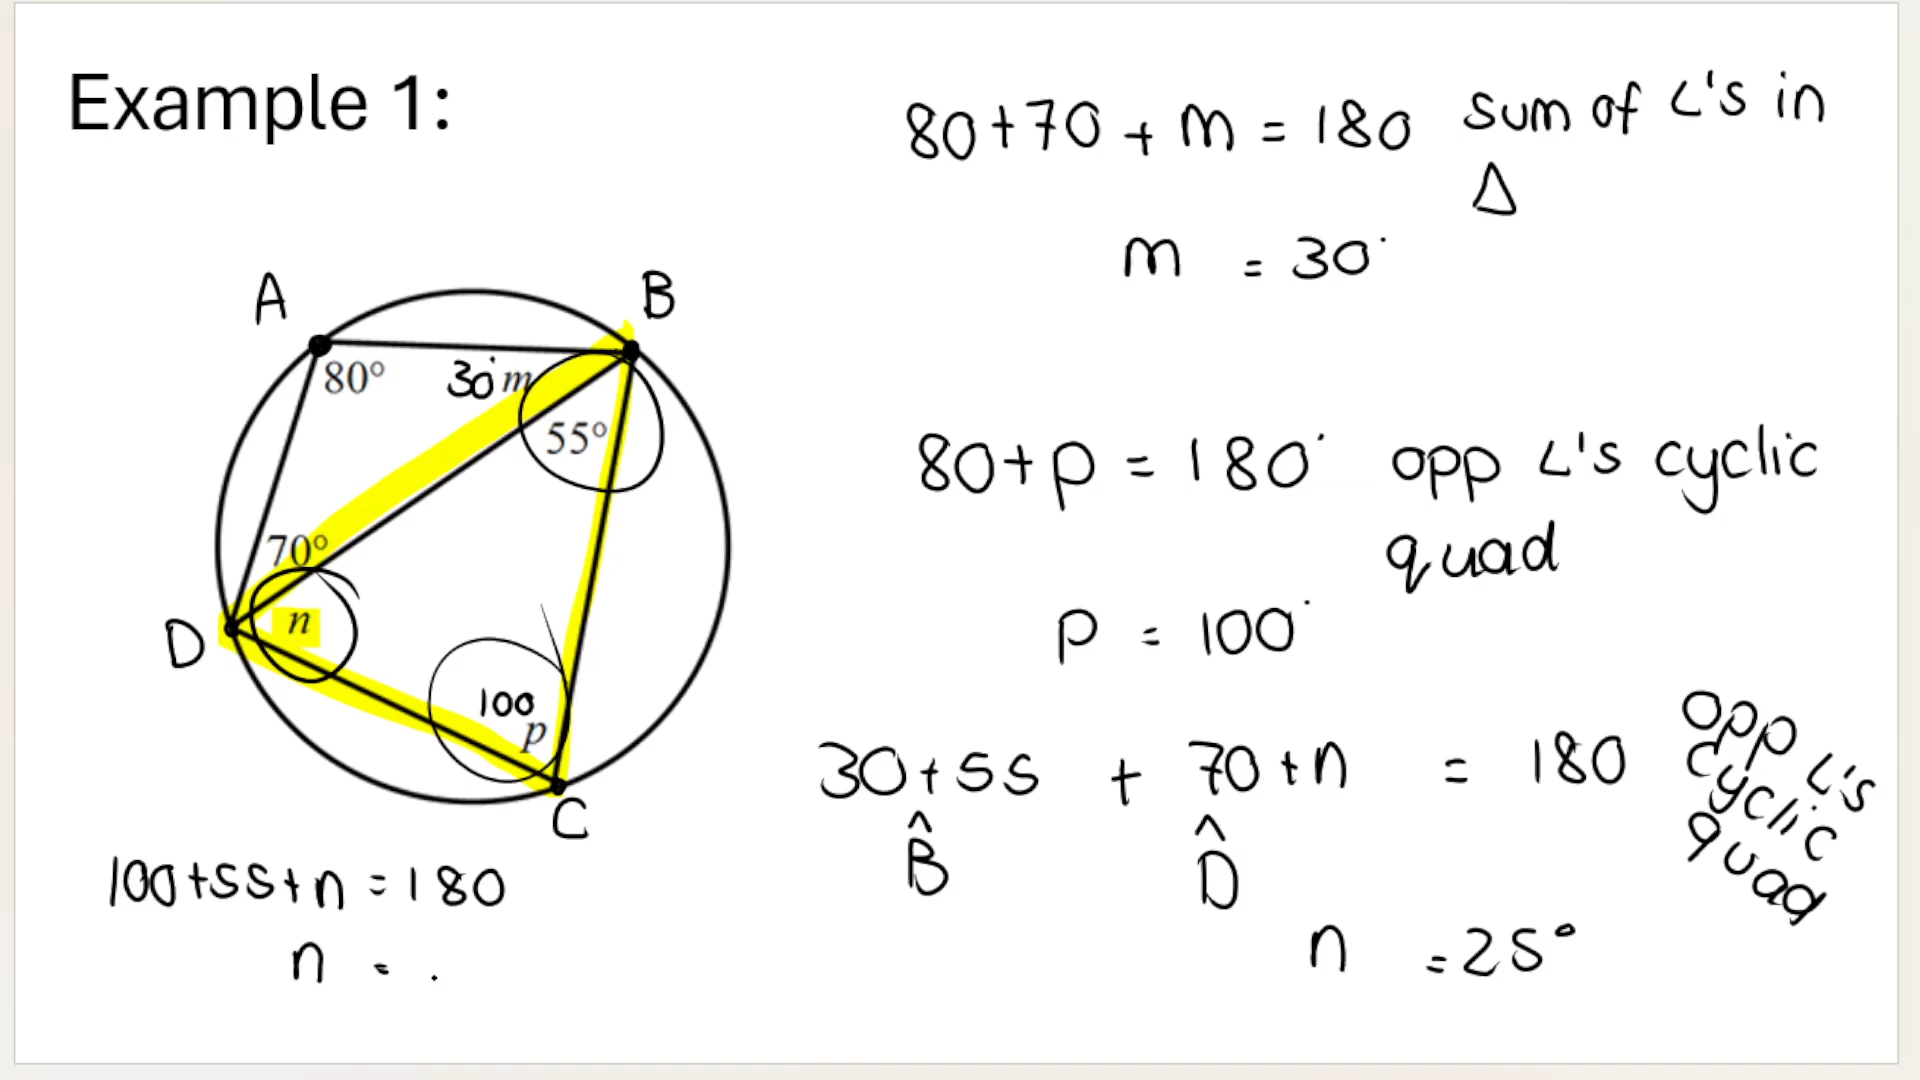 Example 1:
80+70 + m = 180 sum of ∠'s in
Δ
m = 30°
A
B
80°
30° m
55°
70°
D
n
100
p
C
80+p = 180° opp ∠'s cyclic
quad
p = 100°
30+55 + 70+n = 180 opp ∠'s
cyclic
quad
B̂ D̂
n = 25°
100+55+n = 180
n = .